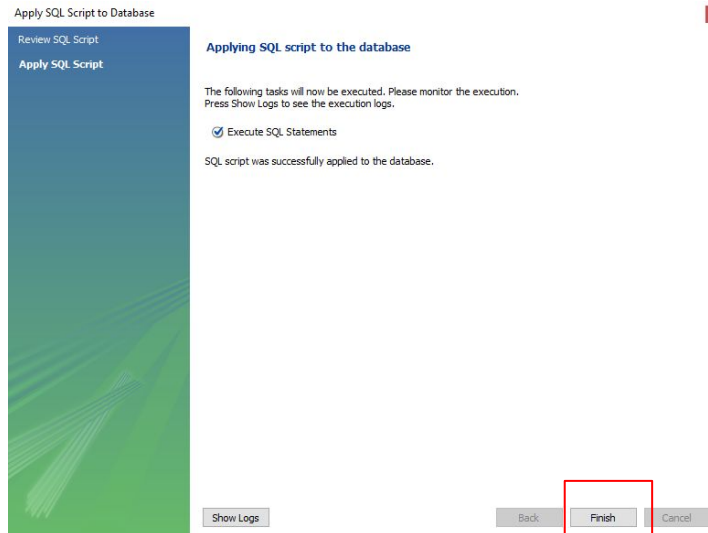 Apply SQL Script to Database
Review SQL Script
Apply SQL Script
Applying SQL script to the database
The following tasks will now be executed. Please monitor the execution.
Press Show Logs to see the execution logs.
Execute SQL Statements
SQL script was successfully applied to the database.
Show Logs
Back
Finish
Cancel